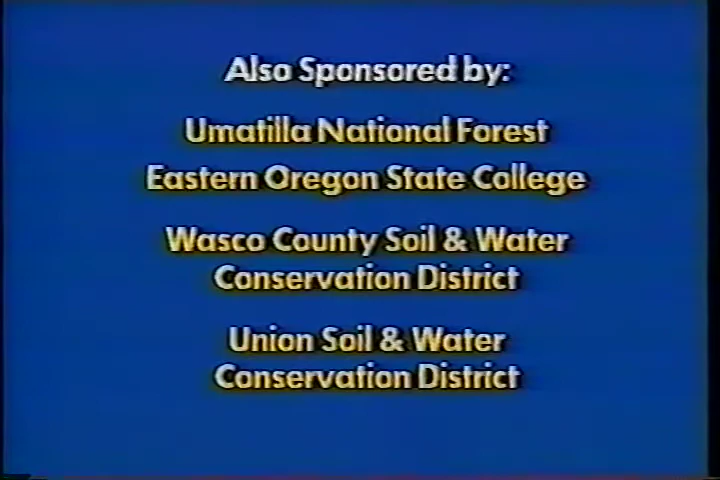 Also Sponsored by:
Umatilla National Forest
Eastern Oregon State College
Wasco County Soil & Water
Conservation District
Union Soil & Water
Conservation District